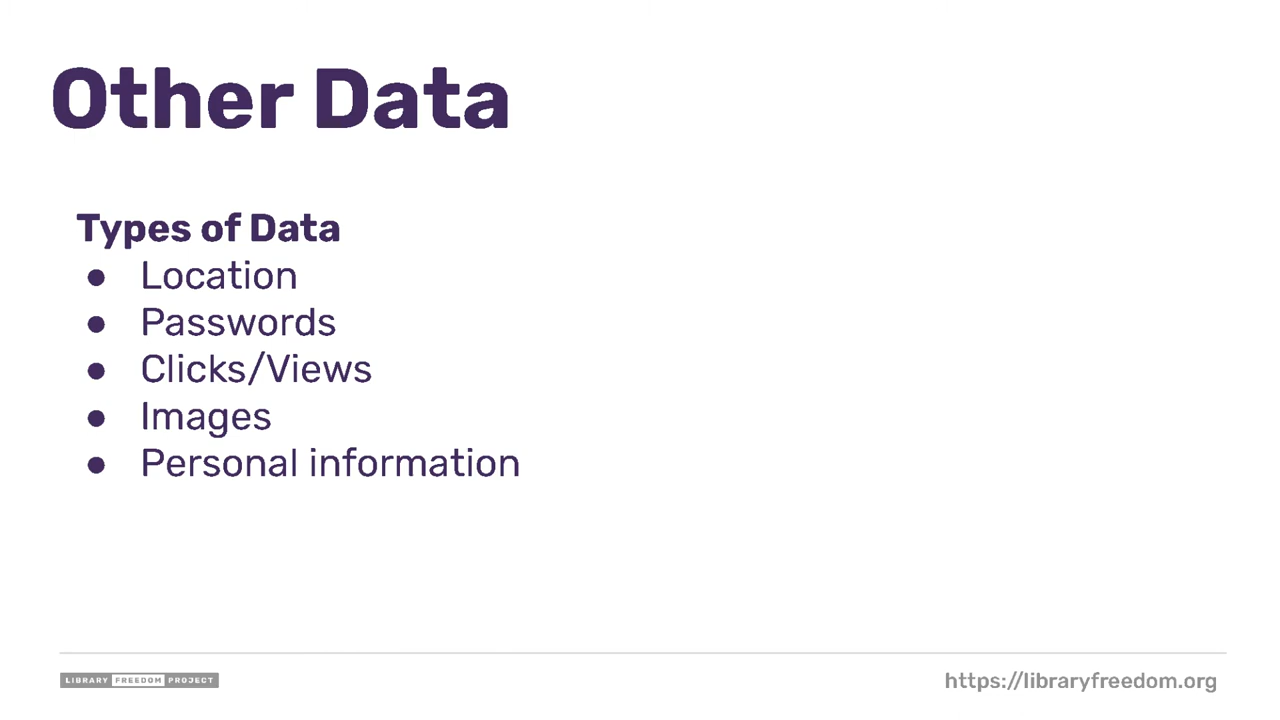 Other Data
Types of Data
● Location
● Passwords
● Clicks/Views
● Images
● Personal information
LIBRARY FREEDOM PROJECT
https://libraryfreedom.org